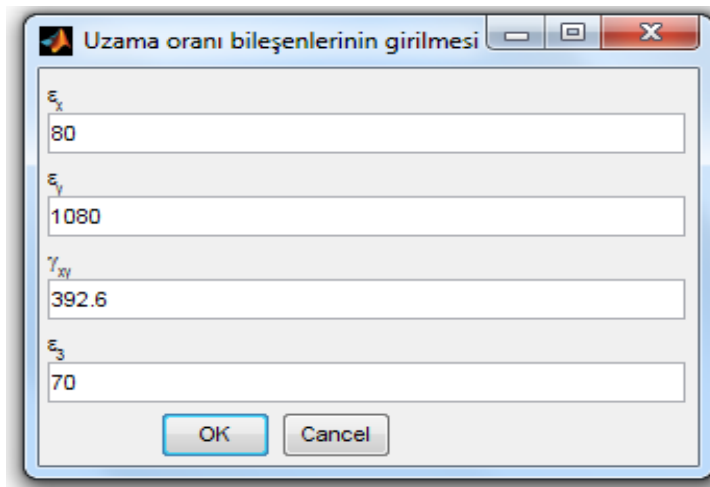 Uzama oranı bileşenlerinin girilmesi
εx
80
εy
1080
γxy
392.6
ε3
70
OK Cancel